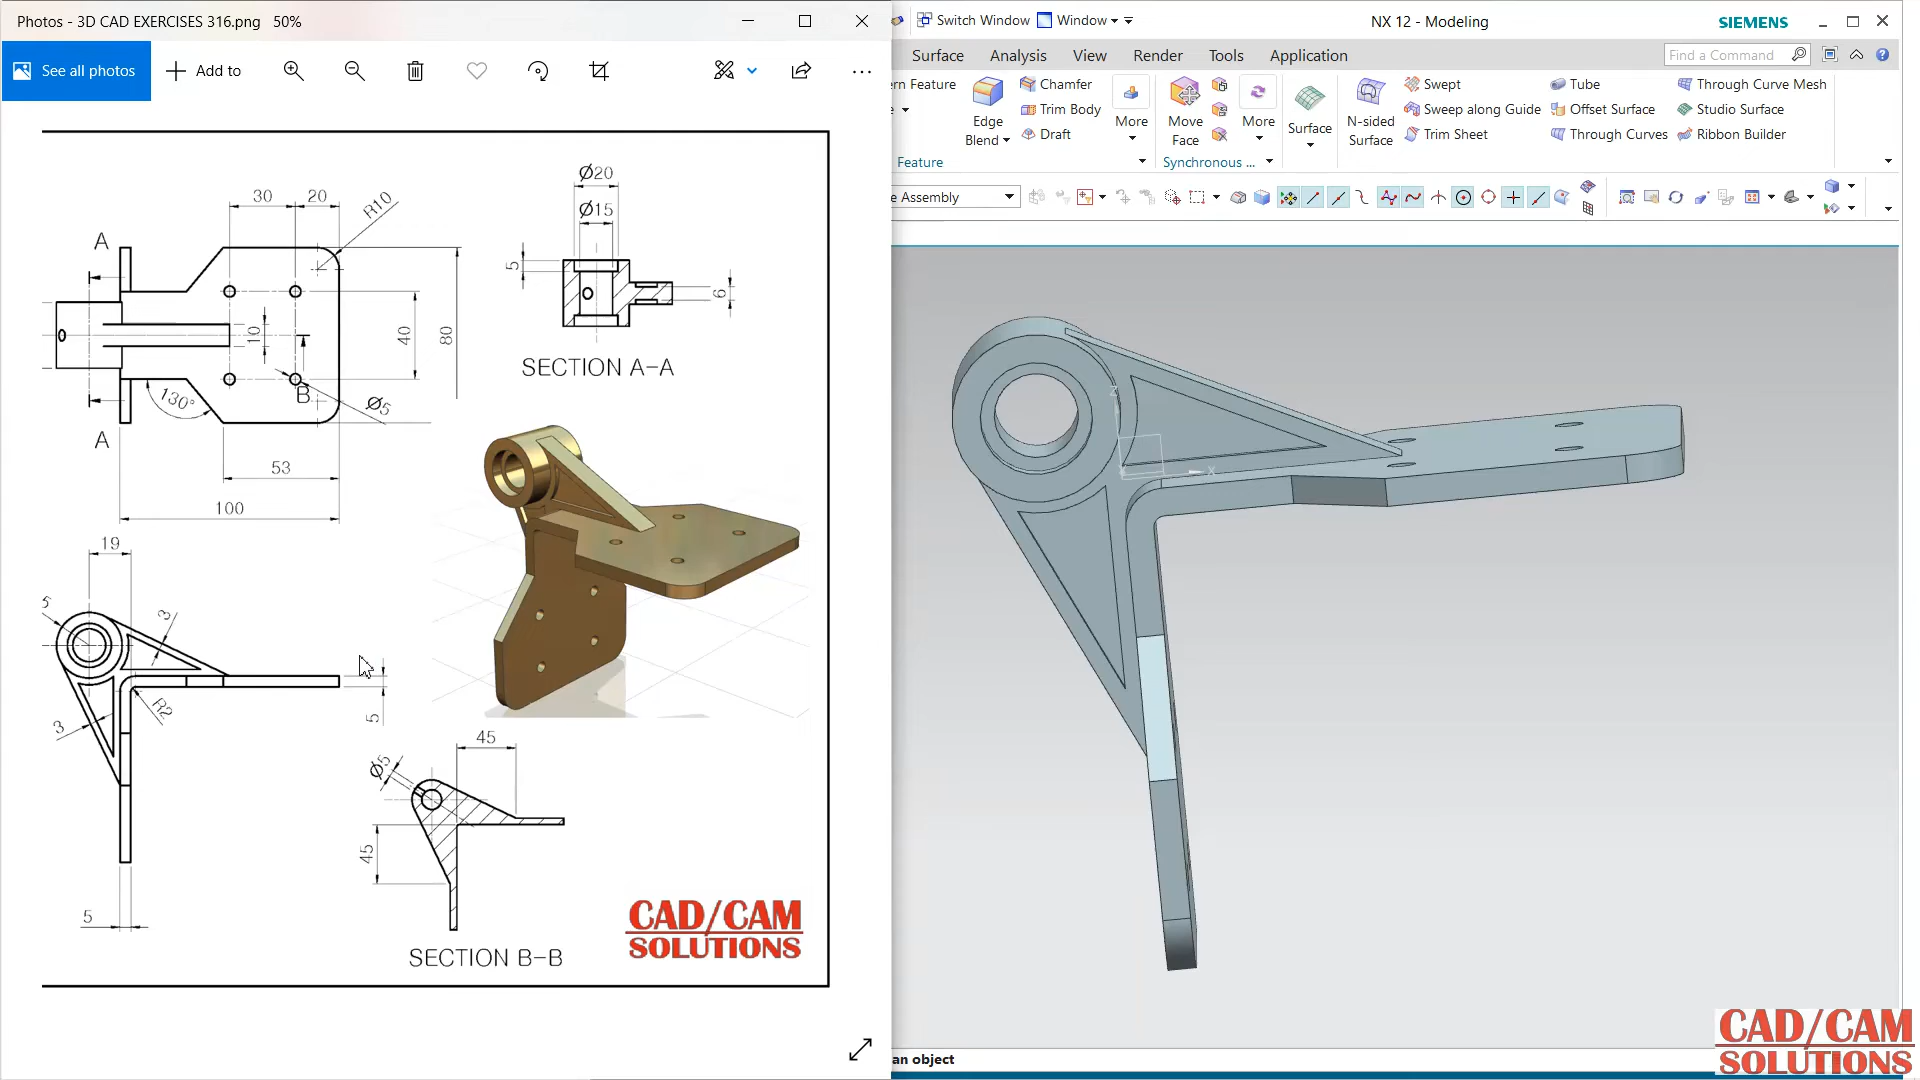 Photos - 3D CAD EXERCISES 316.png   50%
See all photos
Add to
30
20
R10
A
10
40
80
B
130°
Ø5
A
53
100
Ø20
Ø15
5
6
SECTION A-A
19
5
3
3
R2
5
5
45
Ø5
45
SECTION B-B
CAD/CAM
SOLUTIONS
Switch Window
Window
NX 12 - Modeling
SIEMENS
Surface
Analysis
View
Render
Tools
Application
Find a Command
rn Feature
Edge
Blend
Chamfer
Trim Body
Draft
More
Move
Face
More
Surface
N-sided
Surface
Swept
Sweep along Guide
Trim Sheet
Tube
Offset Surface
Through Curves
Through Curve Mesh
Studio Surface
Ribbon Builder
Feature
Synchronous ...
e Assembly
Z
X
an object
CAD/CAM
SOLUTIONS